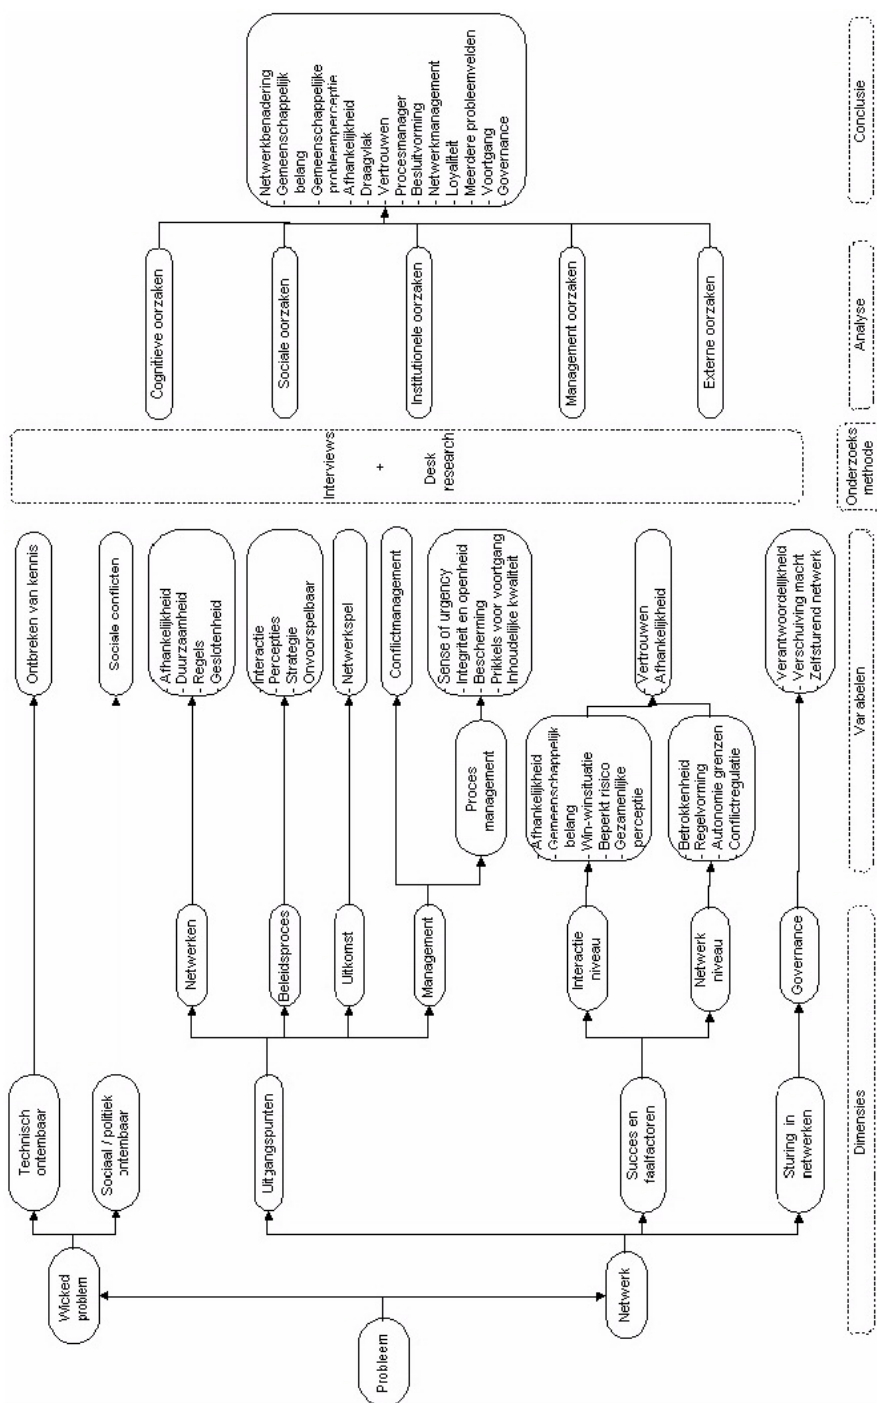 Probleem
Wicked
problem
Netwerk
Technisch
ontembaar
Sociaal / politiek
ontembaar
Uitgangspunten
Succes en
faalfactoren
Sturing in
netwerken
Netwerken
Beleidsproces
Uitkomst
Management
Interactie
niveau
Netwerk
niveau
Governance
Ontbreken van kennis
Sociale conflicten
- Afhankelijkheid
- Duurzaamheid
- Regels
- Geslotenheid
- Interactie
- Percepties
- Strategie
- Onvoorspelbaar
- Netwerkspel
Conflictmanagement
Proces
management
- Sense of urgency
- Integriteit en openheid
- Bescherming
- Prikkels voor voortgang
- Inhoudelijke kwaliteit
- Afhankelijkheid
- Gemeenschappelijk
belang
- Win-winsituatie
- Beperkt risico
- Gezamenlijke
perceptie
- Betrokkenheid
- Regelvorming
- Autonomie grenzen
- Conflictregulatie
- Vertrouwen
- Afhankelijkheid
- Verantwoordelijkheid
- Verschuiving macht
- Zelfsturend netwerk
Interviews
+
Desk
research
Cognitieve oorzaken
Sociale oorzaken
Institutionele oorzaken
Management oorzaken
Externe oorzaken
- Netwerkbenadering
- Gemeenschappelijk
belang
- Gemeenschappelijke
probleemperceptie
- Afhankelijkheid
- Draagvlak
- Vertrouwen
- Procesmanager
- Besluitvorming
- Netwerkmanagement
- Loyaliteit
- Meerdere probleemvelden
- Voortgang
- Governance
Dimensies
Variabelen
Onderzoeks
methode
Analyse
Conclusie